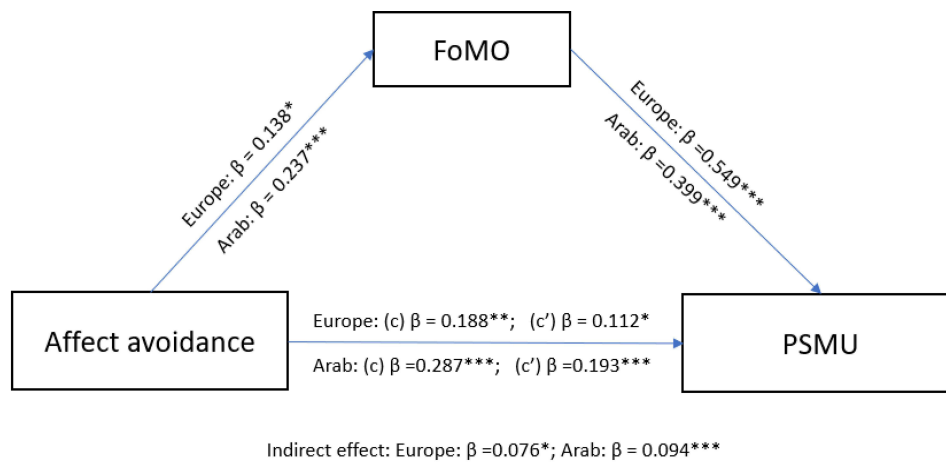 FoMO
Europe: β = 0.138*
Arab: β = 0.237***
Europe: β =0.549***
Arab: β =0.399***
Affect avoidance
Europe: (c) β = 0.188**; (c’) β = 0.112*
Arab: (c) β =0.287***; (c’) β =0.193***
PSMU
Indirect effect: Europe: β =0.076*; Arab: β = 0.094***